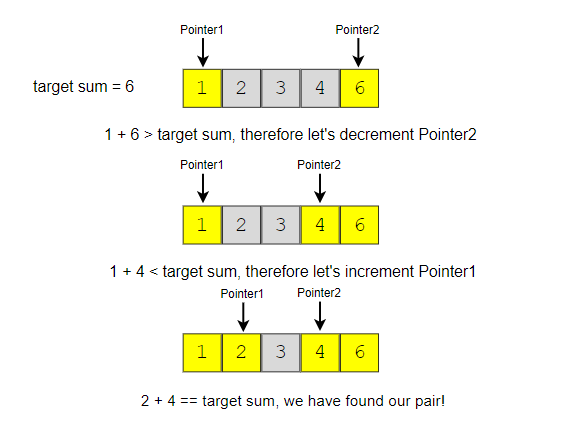 Pointer1 Pointer2
target sum = 6 1 2 3 4 6
1 + 6 > target sum, therefore let's decrement Pointer2
Pointer1 Pointer2
1 2 3 4 6
1 + 4 < target sum, therefore let's increment Pointer1
Pointer1 Pointer2
1 2 3 4 6
2 + 4 == target sum, we have found our pair!